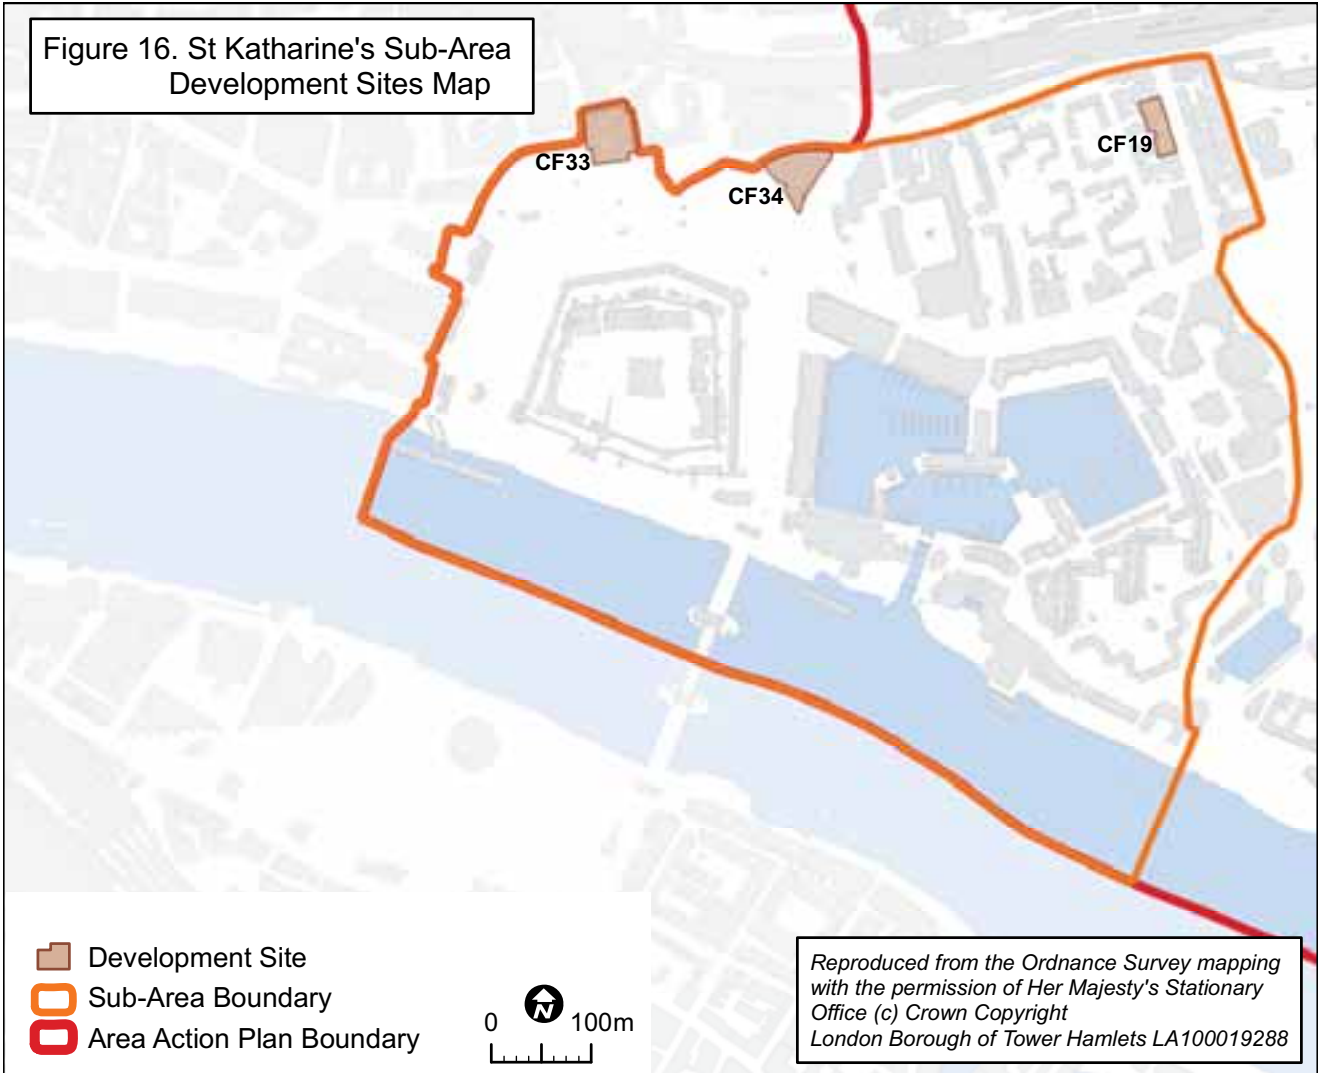 Figure 16. St Katharine's Sub-Area
Development Sites Map
CF33
CF34
CF19
Development Site
Sub-Area Boundary
Area Action Plan Boundary
N
0 100m
Reproduced from the Ordnance Survey mapping
with the permission of Her Majesty's Stationary
Office (c) Crown Copyright
London Borough of Tower Hamlets LA100019288